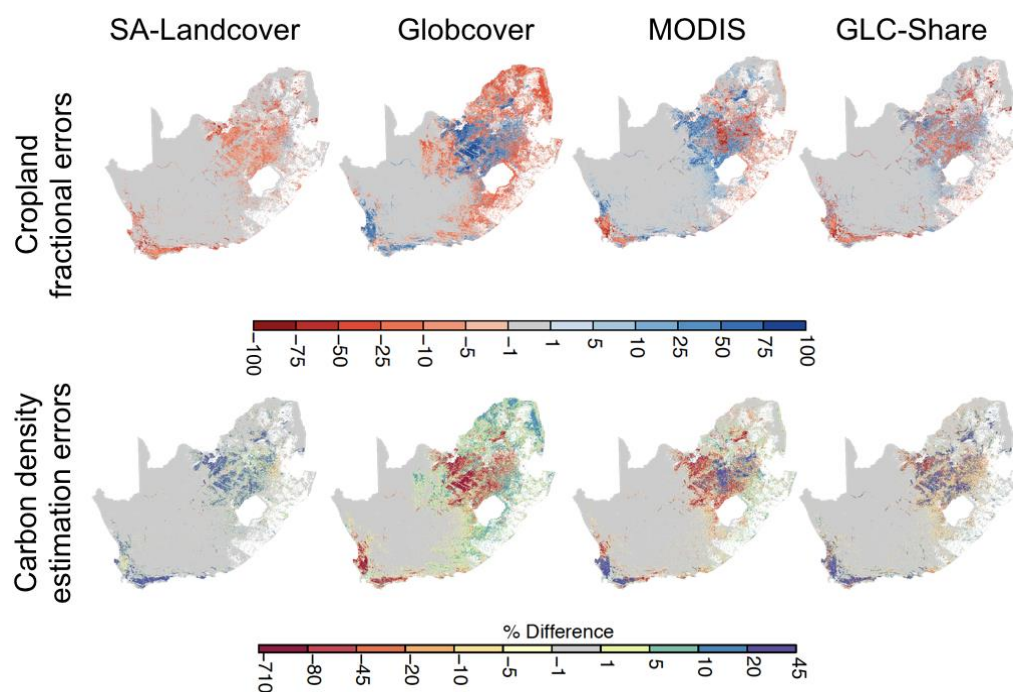 SA-Landcover Globcover MODIS GLC-Share
Cropland
fractional errors
−100 −75 −50 −25 −10 −5 −1 1 5 10 25 50 75 100
Carbon density
estimation errors
% Difference
−710 −80 −45 −20 −10 −5 −1 1 5 10 20 45